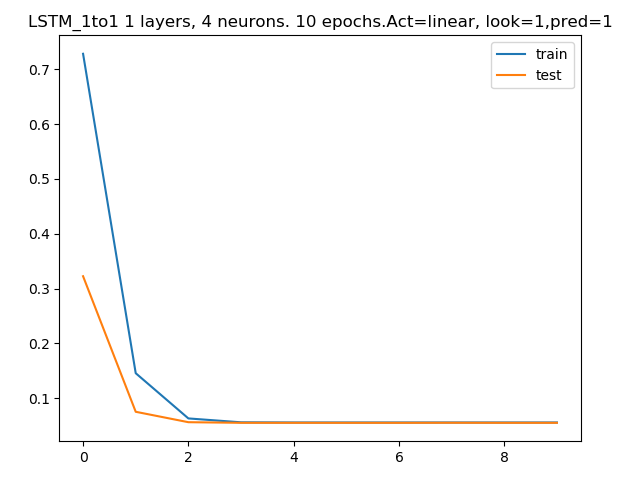 LSTM_1to1 1 layers, 4 neurons. 10 epochs.Act=linear, look=1,pred=1
train
test
0.7
0.6
0.5
0.4
0.3
0.2
0.1
0 2 4 6 8